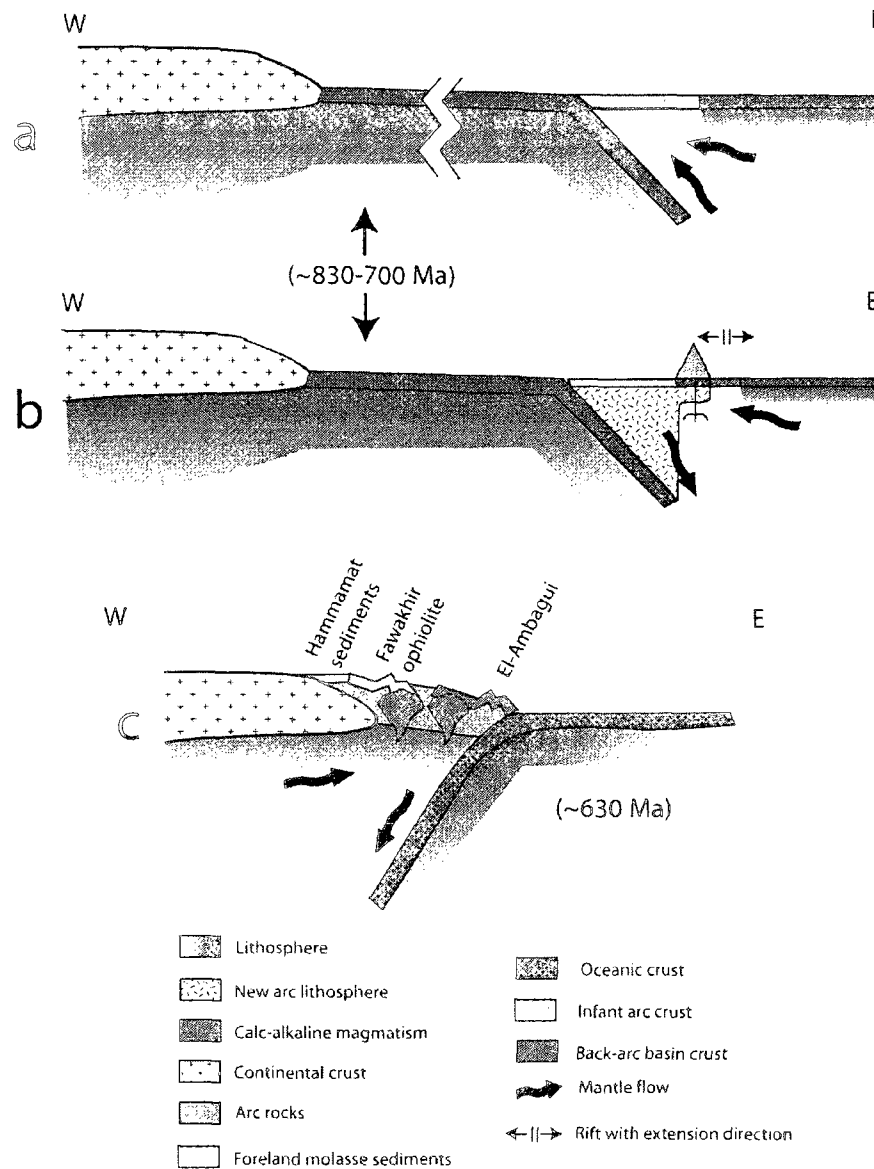 W
a
(~830-700 Ma)
W
E
b
Hammamat
sediments
Fawakhir
ophiolite
El-Ambagui
W
E
c
(~630 Ma)
Lithosphere
New arc lithosphere
Calc-alkaline magmatism
Continental crust
Arc rocks
Foreland molasse sediments
Oceanic crust
Infant arc crust
Back-arc basin crust
Mantle flow
Rift with extension direction